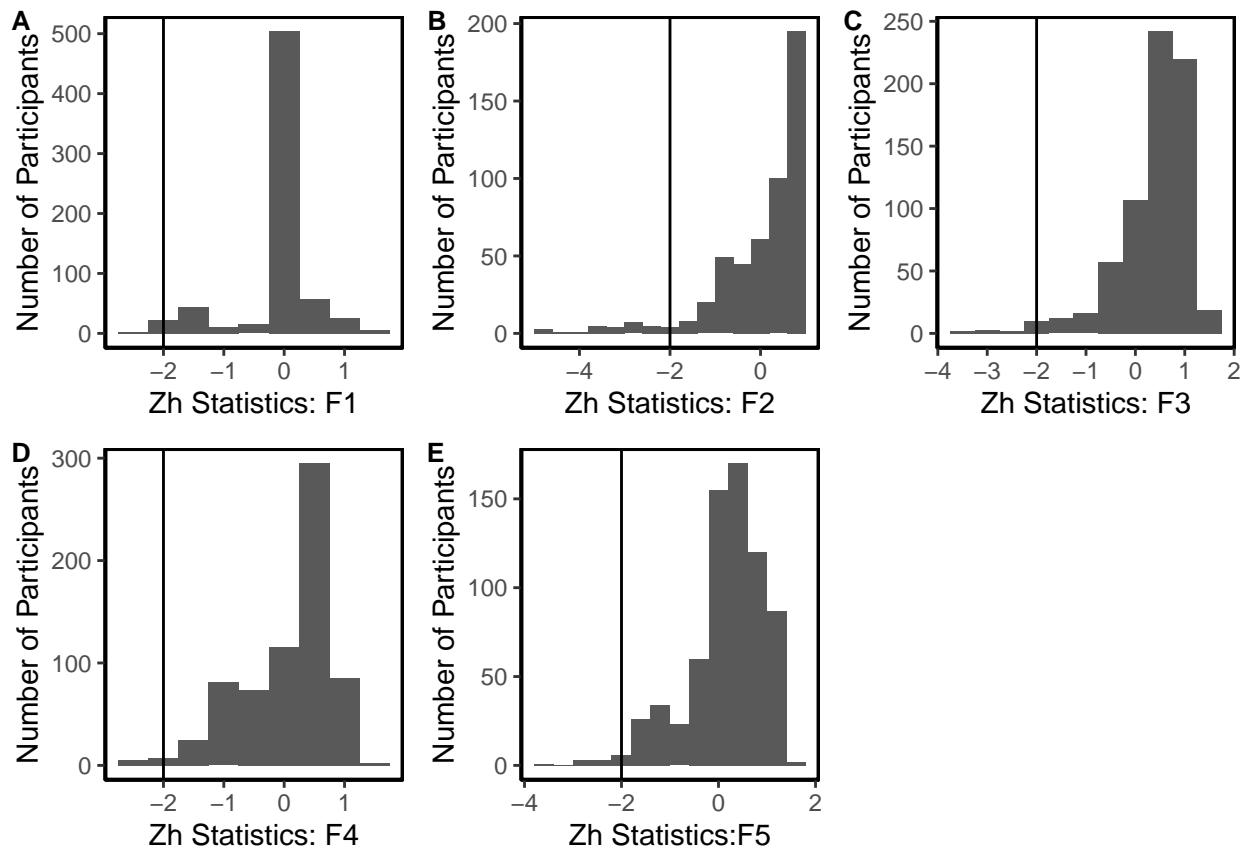 A
Number of Participants
500
400
300
200
100
0
−2 −1 0 1
Zh Statistics: F1
B
Number of Participants
200
150
100
50
0
−4 −2 0
Zh Statistics: F2
C
Number of Participants
250
200
150
100
50
0
−4 −3 −2 −1 0 1 2
Zh Statistics: F3
D
Number of Participants
300
200
100
0
−2 −1 0 1
Zh Statistics: F4
E
Number of Participants
150
100
50
0
−4 −2 0 2
Zh Statistics:F5